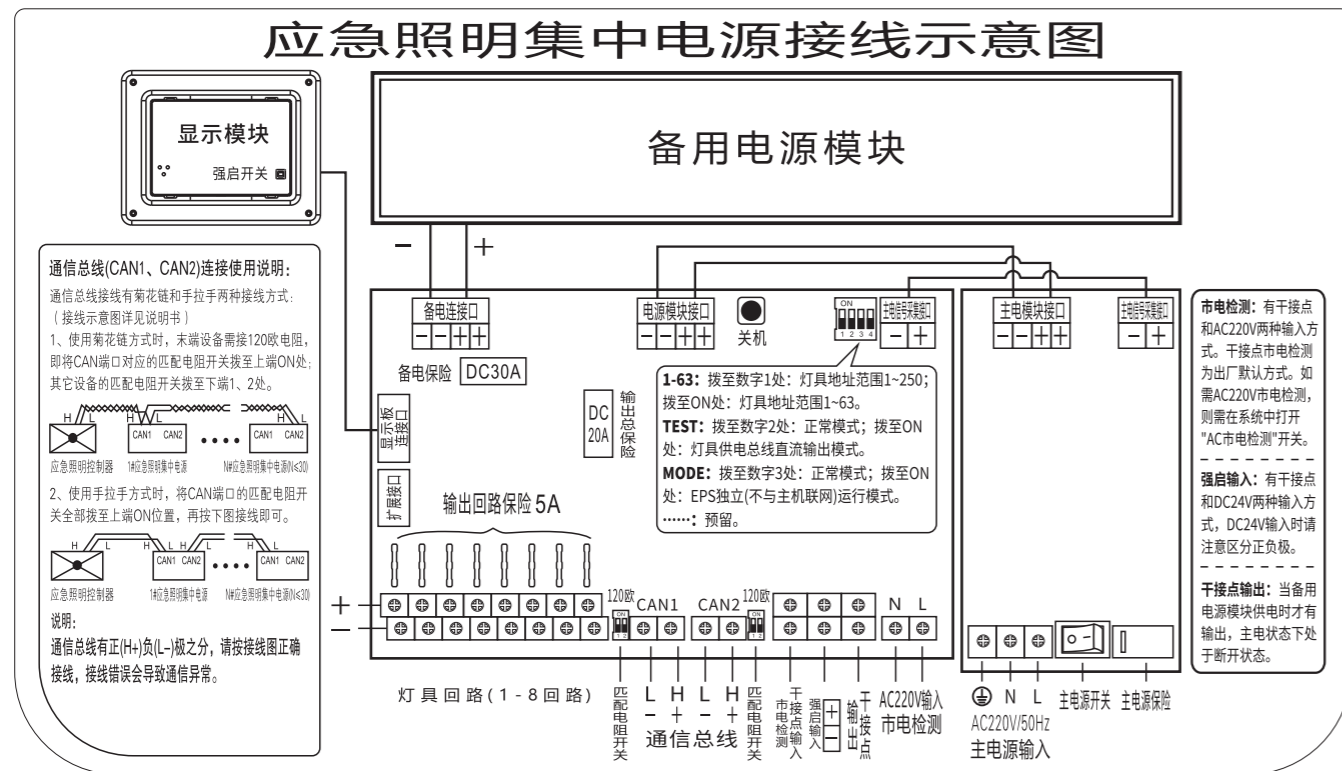 应急照明集中电源接线示意图
显示模块
强启开关
备用电源模块
－ ＋
通信总线(CAN1、CAN2)连接使用说明：
通信总线接线有菊花链和手拉手两种接线方式：
（接线示意图详见说明书）
1、使用菊花链方式时，末端设备需接120欧电阻，
即将CAN端口对应的匹配电阻开关拨至上端ON处；
其它设备的匹配电阻开关拨至下端1、2处。
H L H L
CAN1 CAN2 •••• CAN1 CAN2
应急照明控制器 1#应急照明集中电源 N#应急照明集中电源(N≤30)
2、使用手拉手方式时，将CAN端口的匹配电阻开
关全部拨至上端ON位置，再按下图接线即可。
H L H L H L H L
CAN1 CAN2 •••• CAN1 CAN2
应急照明控制器 1#应急照明集中电源 N#应急照明集中电源(N≤30)
说明：
通信总线有正(H+)负(L−)极之分，请按接线图正确
接线，接线错误会导致通信异常。
备电连接口
− − + +
备电保险 DC30A
电源模块接口
− − + +
关机
ON
1 2 3 4
主电信号采集接口
− +
主电模块接口
− − + +
主电信号采集接口
− +
显示板
连接口
扩展接口
DC
20A
输出总保险
1-63：拨至数字1处：灯具地址范围1~250；
拨至ON处：灯具地址范围1~63。
TEST：拨至数字2处：正常模式；拨至ON
处：灯具供电总线直流输出模式。
MODE：拨至数字3处：正常模式；拨至ON
处：EPS独立(不与主机联网)运行模式。
……：预留。
输出回路保险 5A
＋
－
120欧
ON
1 2
CAN1
CAN2
120欧
ON
1 2
N L
灯具回路(1-8回路)
匹配电阻开关
L H L H
− + − +
通信总线
匹配电阻开关
干接点输入
市电检测
强启输入
+
−
干接点
输出
AC220V输入
市电检测
N L
AC220V/50Hz
主电源输入
主电源开关
主电源保险
市电检测：有干接点
和AC220V两种输入方
式。干接点市电检测
为出厂默认方式。如
需AC220V市电检测，
则需在系统中打开
"AC市电检测"开关。
强启输入：有干接点
和DC24V两种输入方
式，DC24V输入时请
注意区分正负极。
干接点输出：当备用
电源模块供电时才有
输出，主电状态下处
于断开状态。